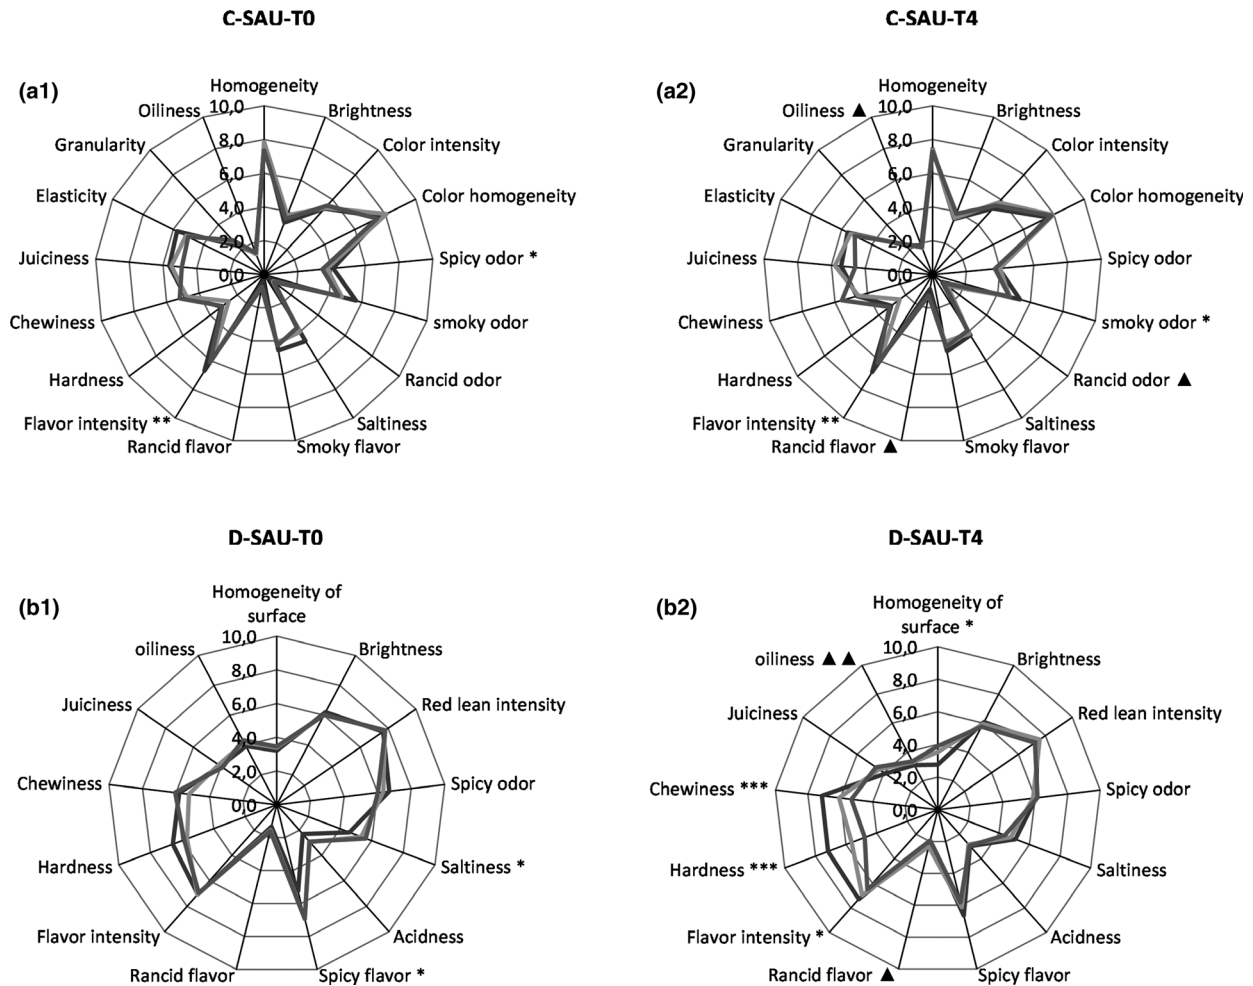 C-SAU-T0
(a1)
Homogeneity
Oiliness
10,0
Brightness
Granularity
8,0
Color intensity
6,0
Elasticity
Color homogeneity
4,0
2,0
Juiciness
0,0
Spicy odor *
Chewiness
smoky odor
Hardness
Rancid odor
Flavor intensity **
Saltiness
Rancid flavor
Smoky flavor
C-SAU-T4
(a2)
Homogeneity
Oiliness ▲
10,0
Brightness
Granularity
8,0
Color intensity
6,0
Elasticity
Color homogeneity
4,0
2,0
Juiciness
0,0
Spicy odor
Chewiness
smoky odor *
Hardness
Rancid odor ▲
Flavor intensity **
Saltiness
Rancid flavor ▲
Smoky flavor
D-SAU-T0
(b1)
Homogeneity of
surface
10,0
oiliness
Brightness
8,0
Juiciness
Red lean intensity
6,0
4,0
Chewiness
Spicy odor
2,0
0,0
Hardness
Saltiness *
Flavor intensity
Acidness
Rancid flavor
Spicy flavor *
D-SAU-T4
(b2)
Homogeneity of
surface *
10,0
oiliness ▲ ▲
Brightness
8,0
Juiciness
Red lean intensity
6,0
4,0
Chewiness ***
Spicy odor
2,0
0,0
Hardness ***
Saltiness
Flavor intensity *
Acidness
Rancid flavor ▲
Spicy flavor